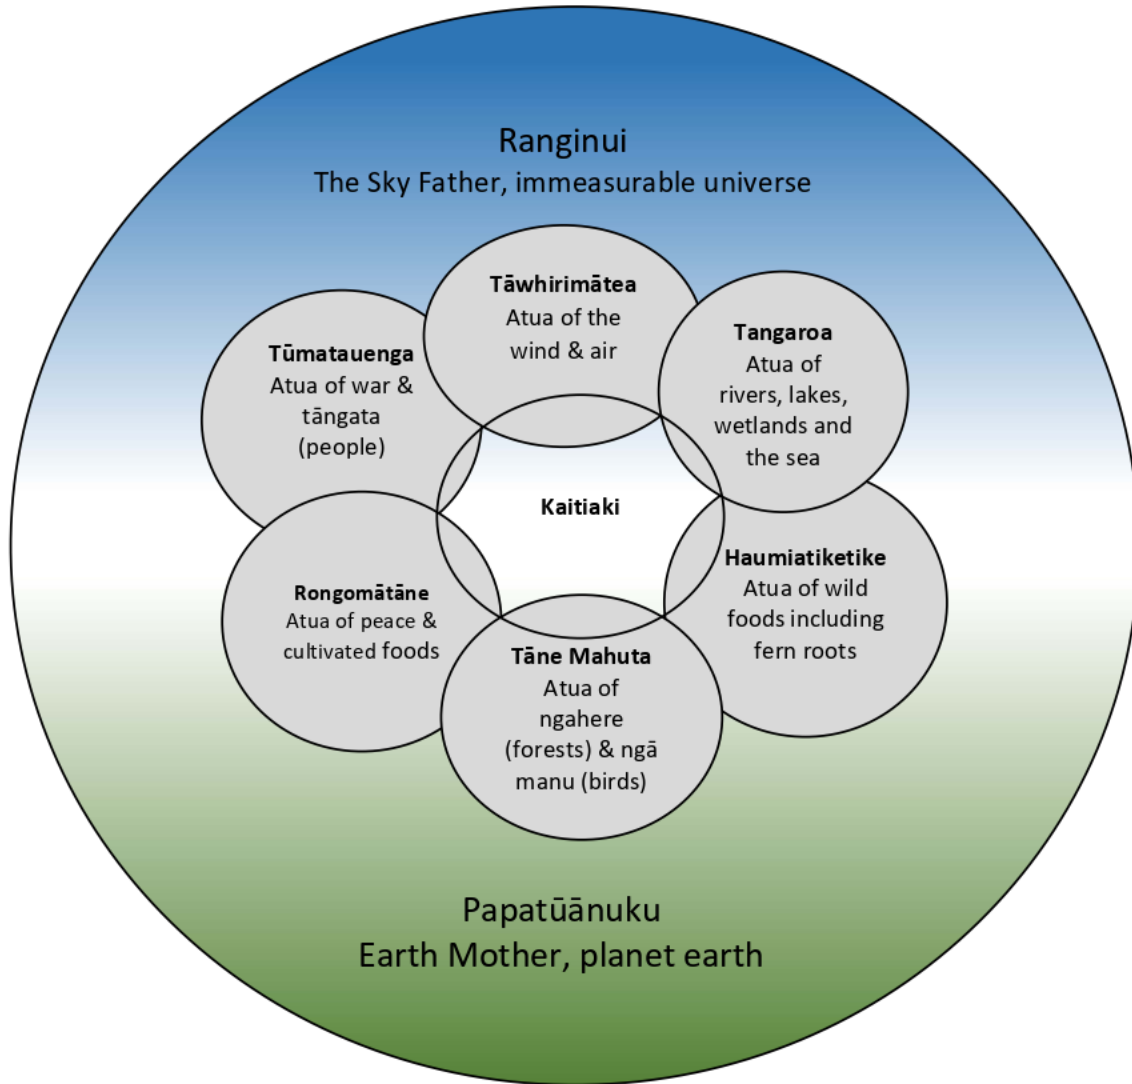 Ranginui
The Sky Father, immeasurable universe
Tāwhirimātea
Atua of the
wind & air
Tūmatauenga
Atua of war &
tāngata
(people)
Tangaroa
Atua of
rivers, lakes,
wetlands and
the sea
Kaitiaki
Rongomātāne
Atua of peace &
cultivated foods
Haumiatiketike
Atua of wild
foods including
fern roots
Tāne Mahuta
Atua of
ngahere
(forests) & ngā
manu (birds)
Papatūānuku
Earth Mother, planet earth